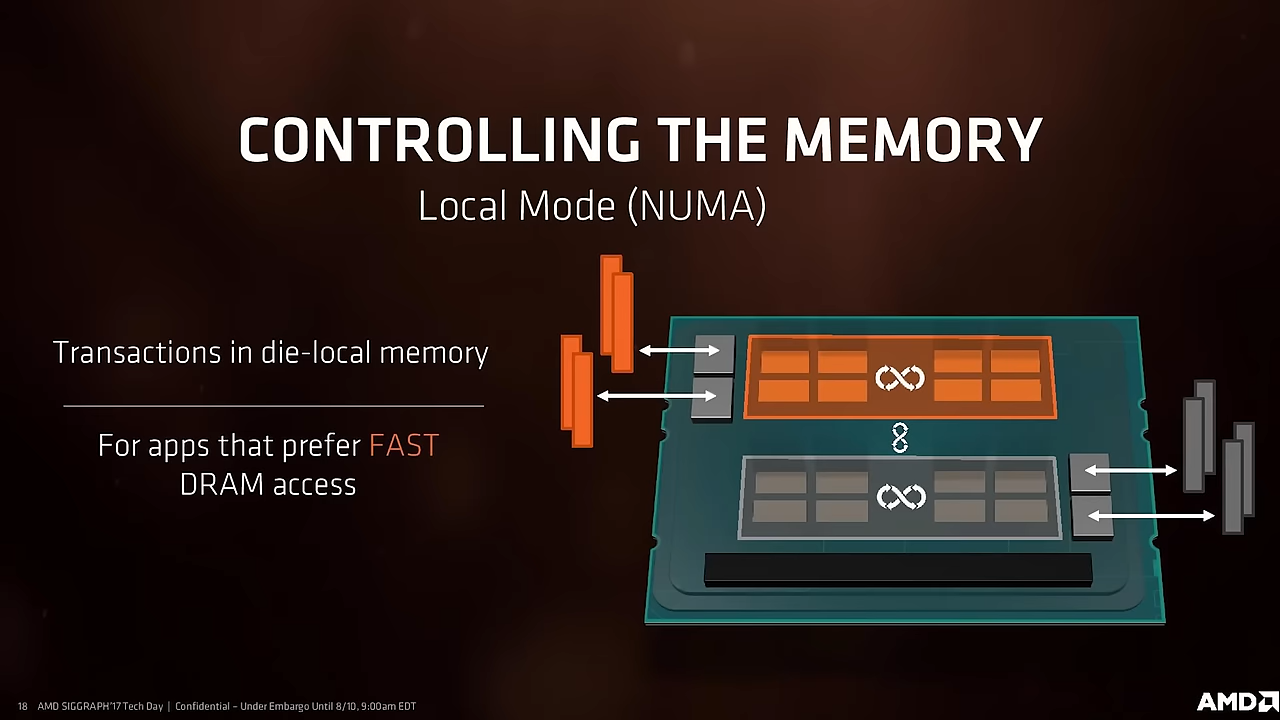 CONTROLLING THE MEMORY
Local Mode (NUMA)
Transactions in die-local memory
For apps that prefer FAST
DRAM access
18 AMD SIGGRAPH'17 Tech Day | Confidential – Under Embargo Until 8/10, 9:00am EDT
AMD